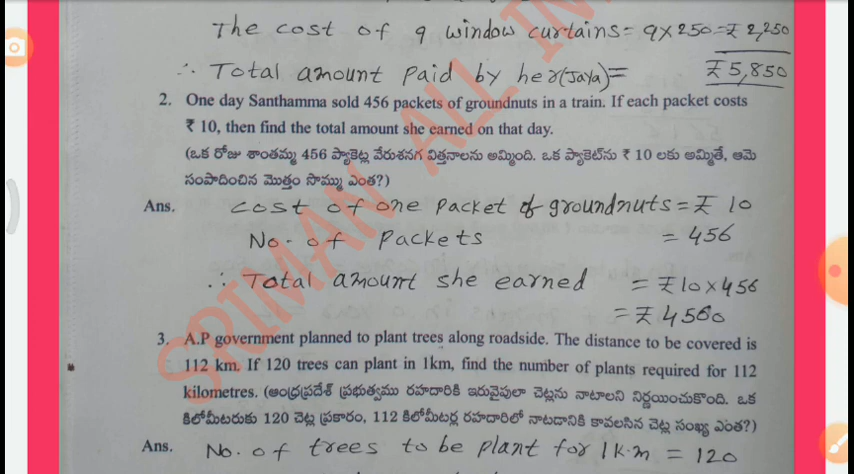 The cost of 9 window curtains = 9×250 = ₹ 2,250
∴ Total amount paid by her(Jaya) = ₹ 5,850
2. One day Santhamma sold 456 packets of groundnuts in a train. If each packet costs
₹ 10, then find the total amount she earned on that day.
(ఒక రోజు శాంతమ్మ 456 ప్యాకెట్ల వేరుశనగ విత్తనాలను అమ్మింది. ఒక ప్యాకెట్‌ను ₹ 10 లకు అమ్మితే, ఆమె
సంపాదించిన మొత్తం సొమ్ము ఎంత?)
Ans. cost of one packet of groundnuts = ₹ 10
No. of packets = 456
∴ Total amount she earned = ₹10×456
= ₹ 4560
3. A.P government planned to plant trees along roadside. The distance to be covered is
112 km. If 120 trees can plant in 1km, find the number of plants required for 112
kilometres. (ఆంధ్రప్రదేశ్ ప్రభుత్వము రహదారికి ఇరువైపులా చెట్లను నాటాలని నిర్ణయించుకొంది. ఒక
కిలోమీటరుకు 120 చెట్ల ప్రకారం, 112 కిలోమీటర్ల రహదారిలో నాటడానికి కావలసిన చెట్ల సంఖ్య ఎంత?)
Ans. No. of trees to be plant for 1 k.m = 120
SRIMAN ALL IN